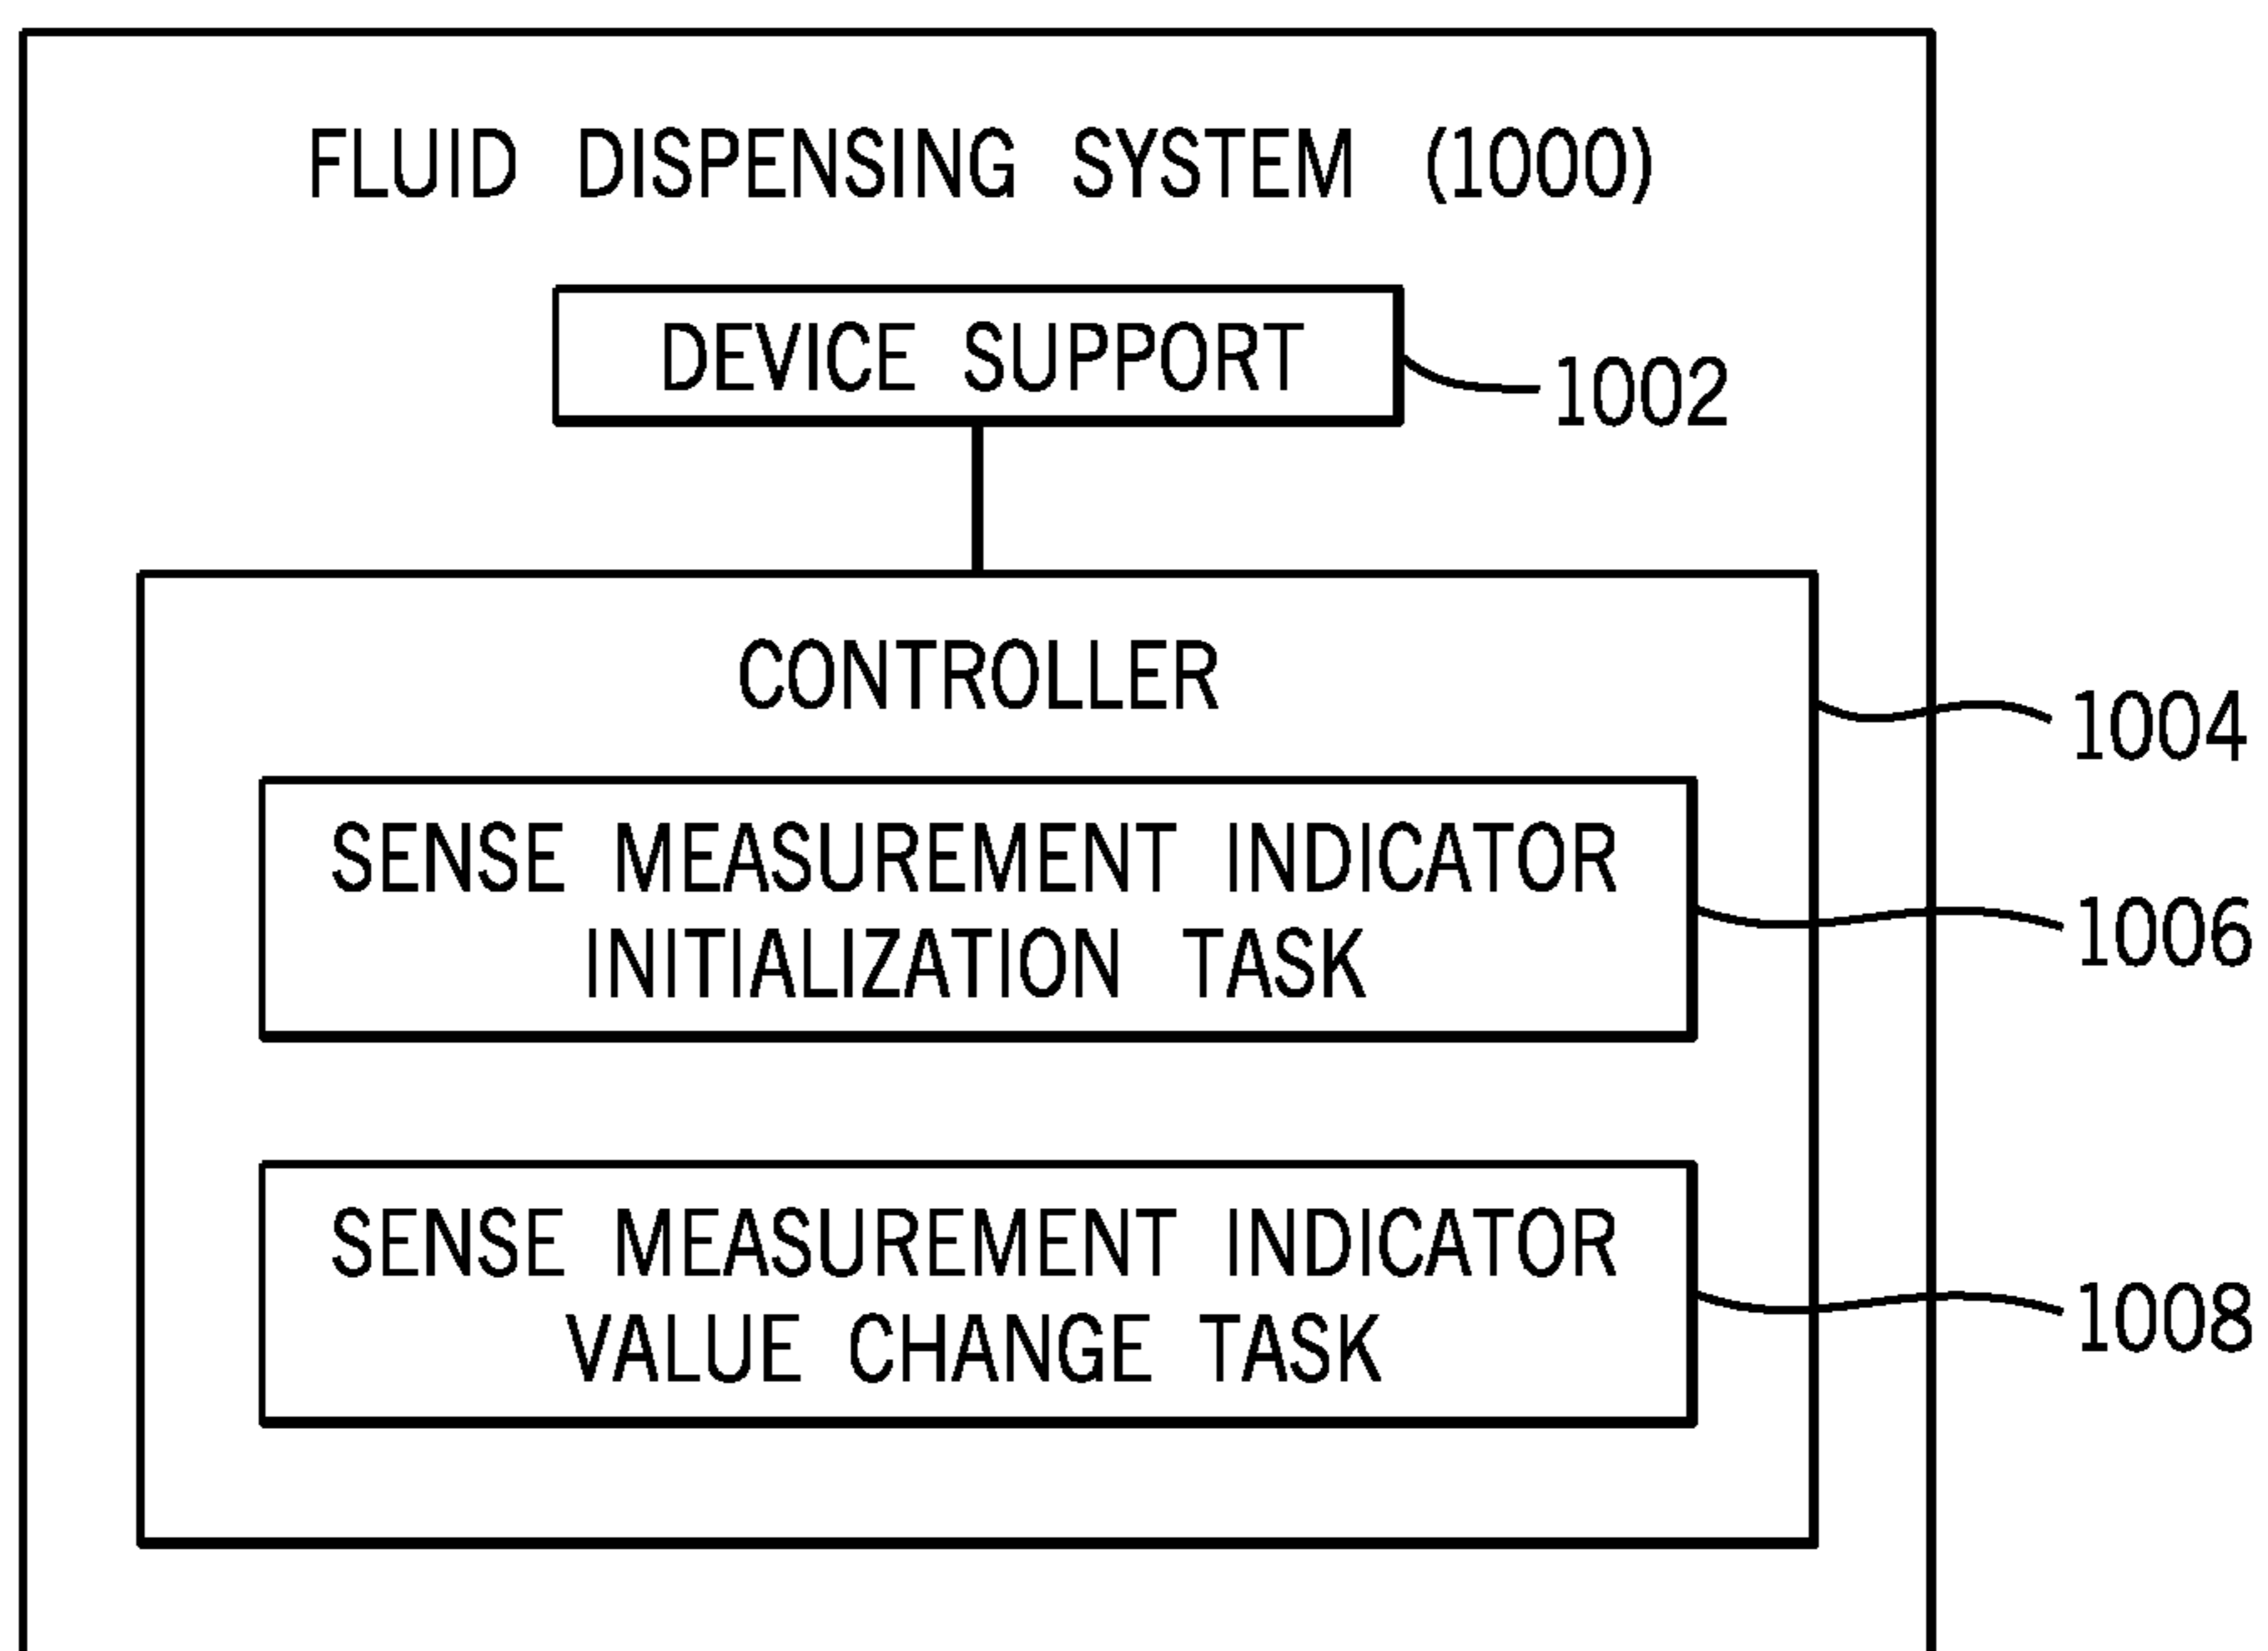 FLUID DISPENSING SYSTEM (1000)
DEVICE SUPPORT
1002
CONTROLLER
1004
SENSE MEASUREMENT INDICATOR
INITIALIZATION TASK
1006
SENSE MEASUREMENT INDICATOR
VALUE CHANGE TASK
1008